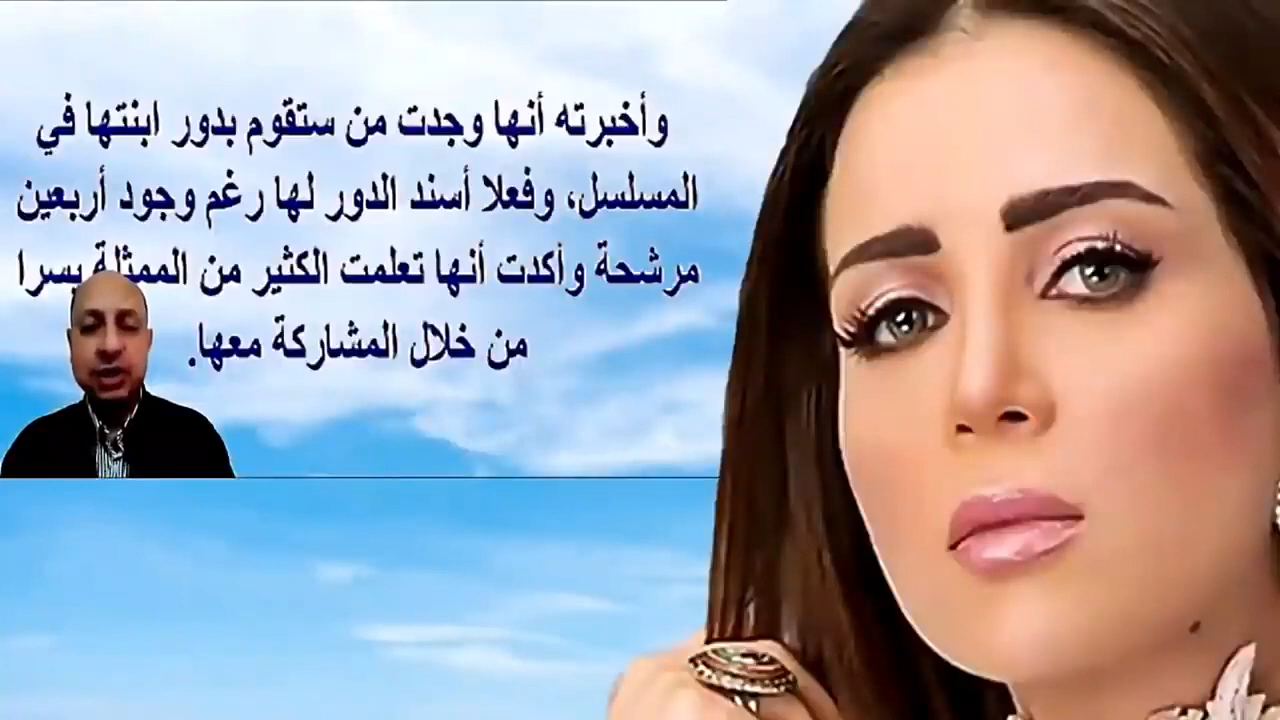 وأخبرته أنها وجدت من ستقوم بدور ابنتها في
المسلسل، وفعلا أسند الدور لها رغم وجود أربعين
مرشحة وأكدت أنها تعلمت الكثير من الممثلة يسرا
من خلال المشاركة معها.